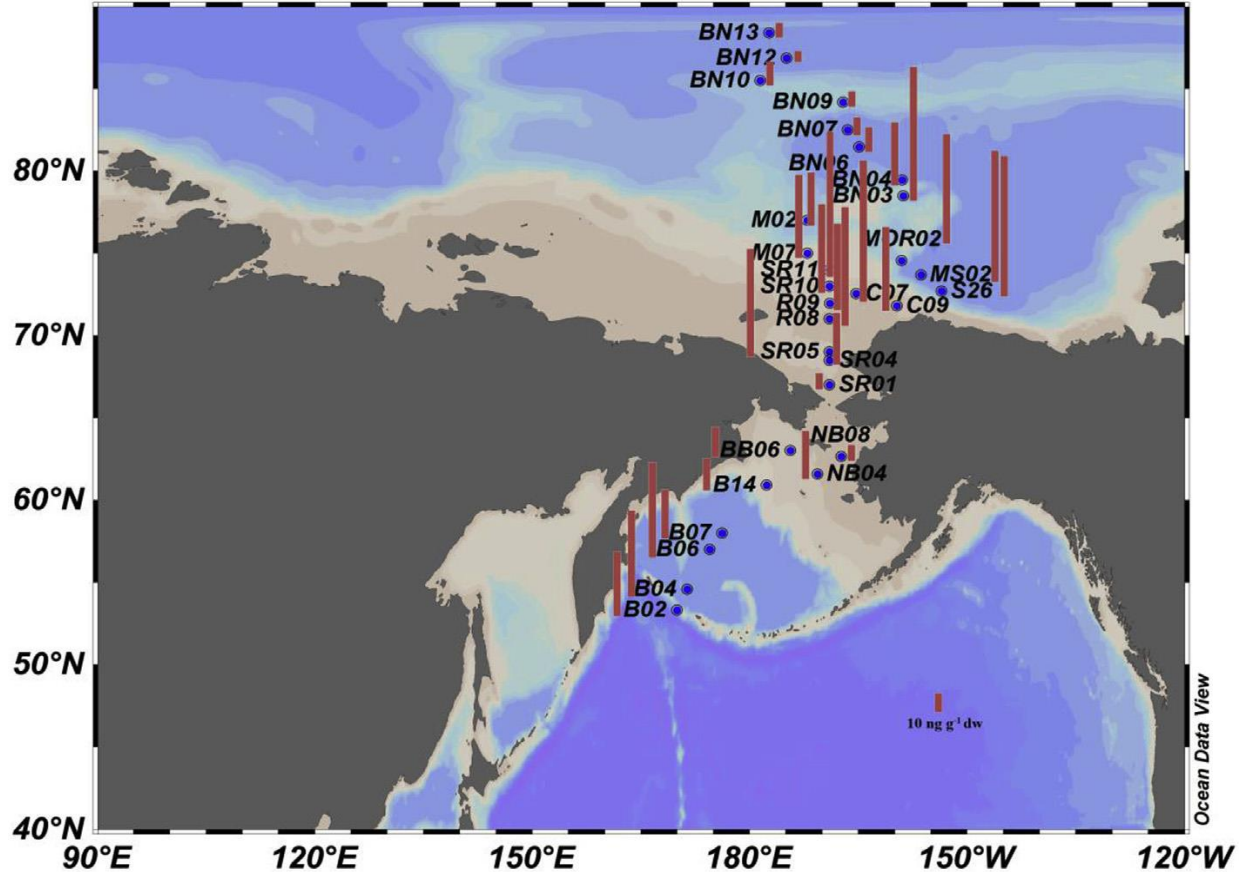 BN13
BN12
BN10
BN09
BN07
80°N
BN06
BN04
BN03
M02
MOR02
M07
SR11
MS02
SR10
C07
S26
R09
C09
R08
70°N
SR05
SR04
SR01
NB08
BB06
NB04
B14
60°N
B07
B06
B04
B02
50°N
10 ng g⁻¹ dw
Ocean Data View
40°N
90°E
120°E
150°E
180°E
150°W
120°W